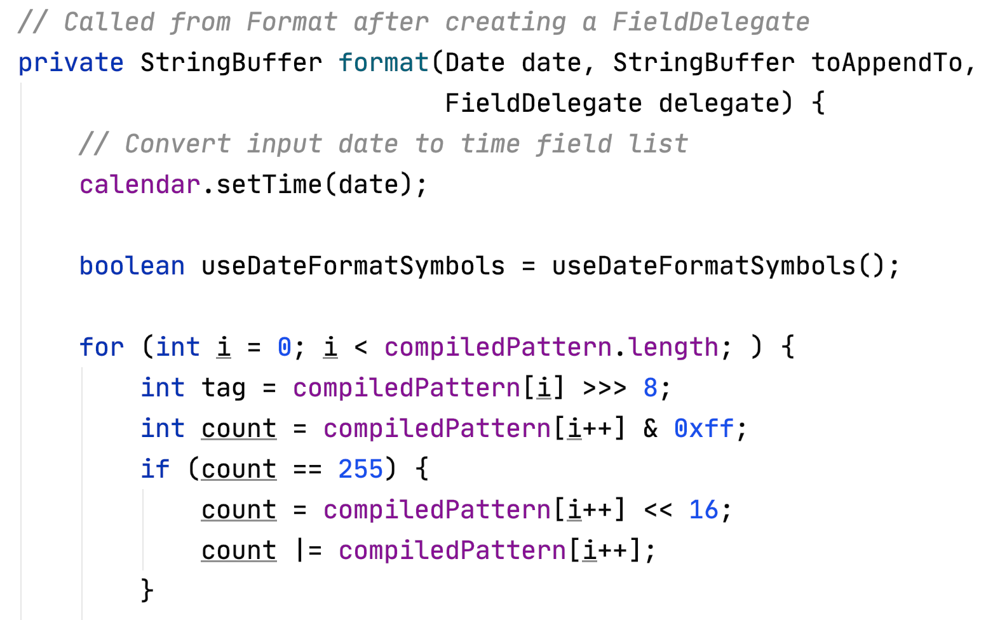 // Called from Format after creating a FieldDelegate
private StringBuffer format(Date date, StringBuffer toAppendTo,
                            FieldDelegate delegate) {
    // Convert input date to time field list
    calendar.setTime(date);

    boolean useDateFormatSymbols = useDateFormatSymbols();

    for (int i = 0; i < compiledPattern.length; ) {
        int tag = compiledPattern[i] >>> 8;
        int count = compiledPattern[i++] & 0xff;
        if (count == 255) {
            count = compiledPattern[i++] << 16;
            count |= compiledPattern[i++];
        }